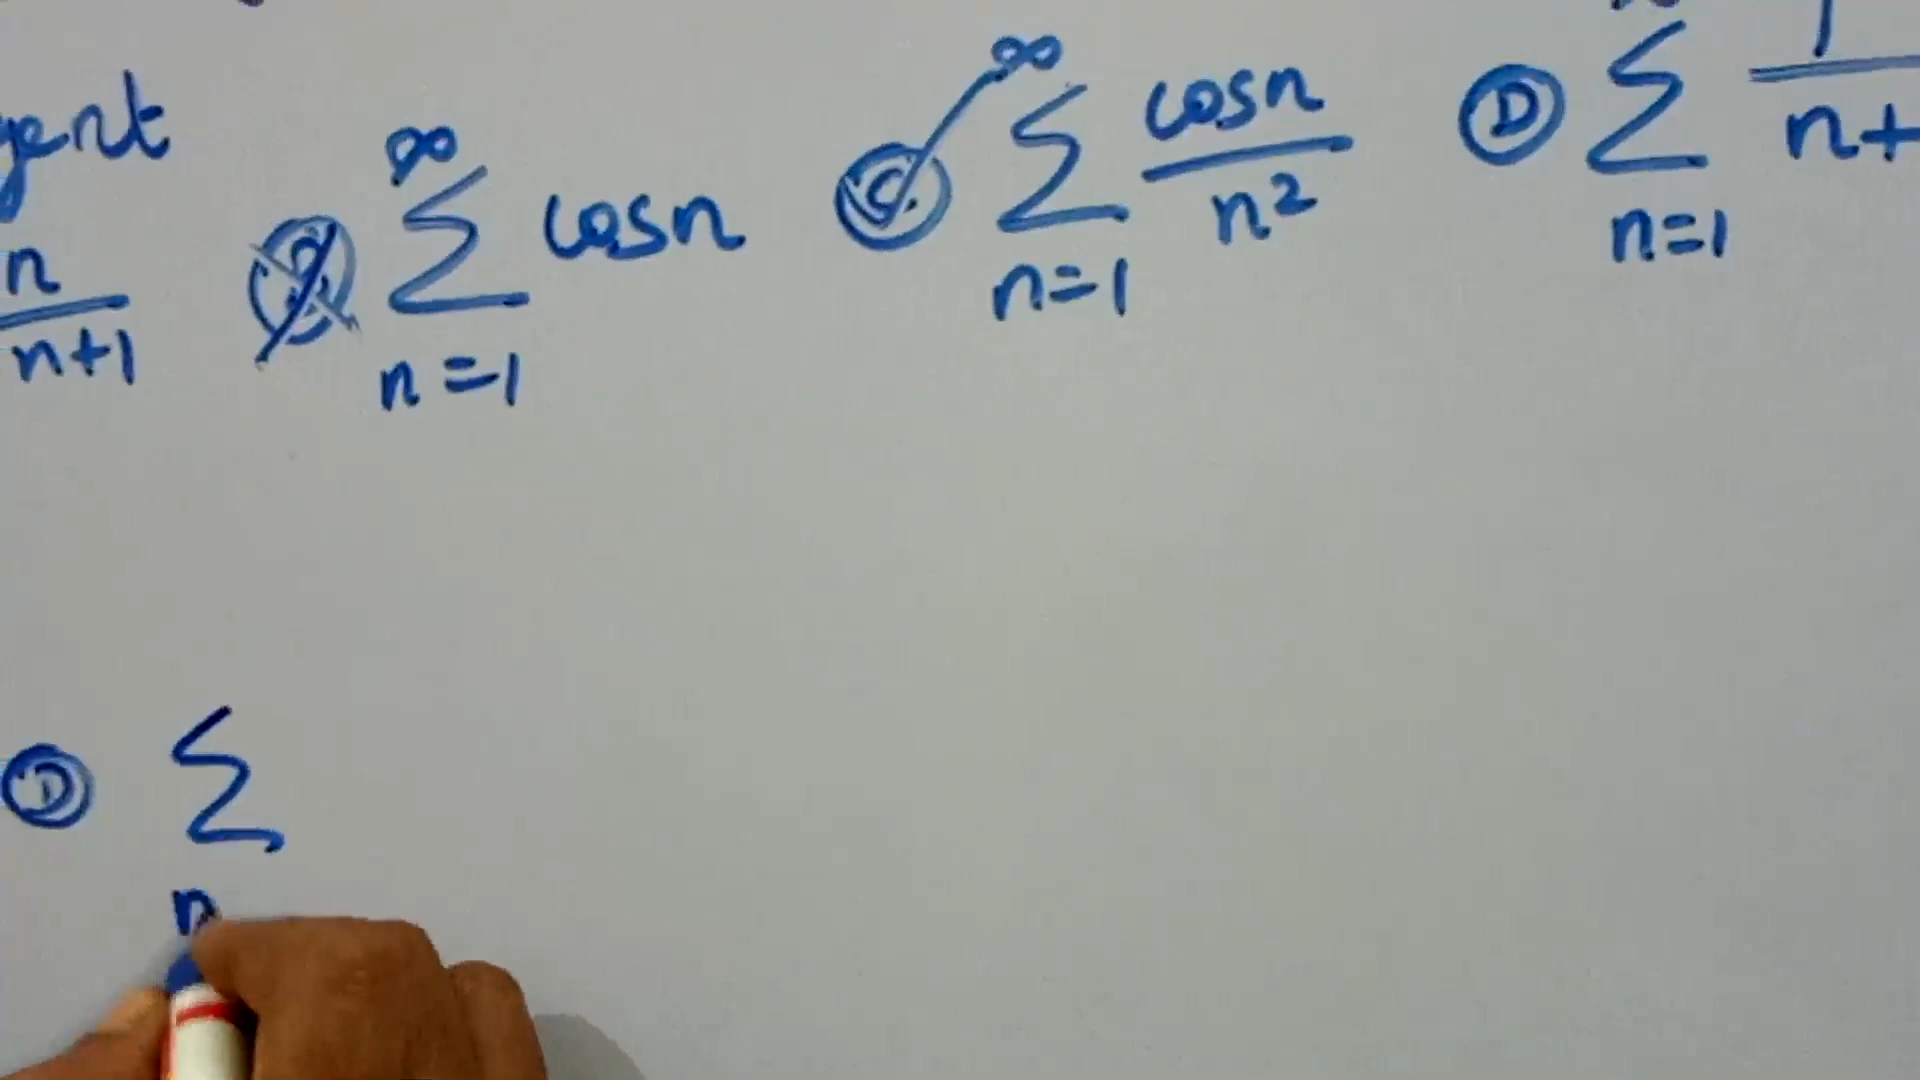 gent
n/n+1 Ⓑ ∞ Σ n=1 cosn Ⓒ ∞ Σ n=1 cosn/n² Ⓓ Σ n=1 1/n+
Ⓓ Σ n